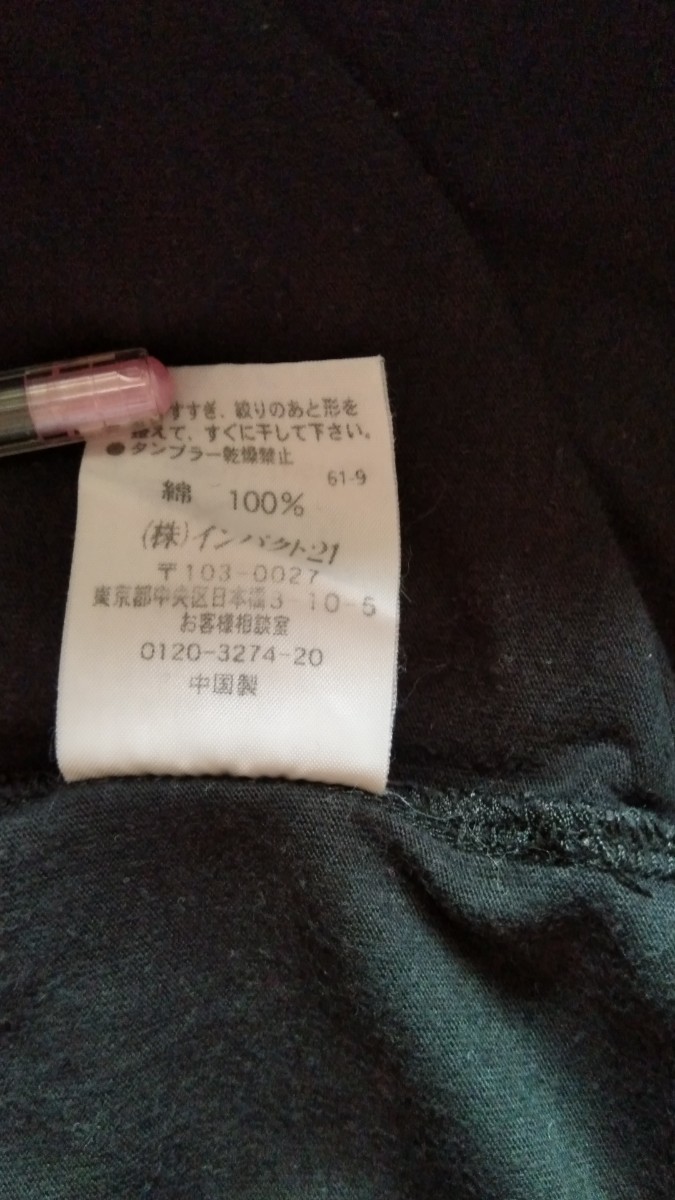 すすぎ、絞りのあと形を
整えて、すぐに干して下さい。
●タンブラー乾燥禁止
61-9
綿 100%
(株)インパクト21
〒103-0027
東京都中央区日本橋3-10-5
お客様相談室
0120-3274-20
中国製